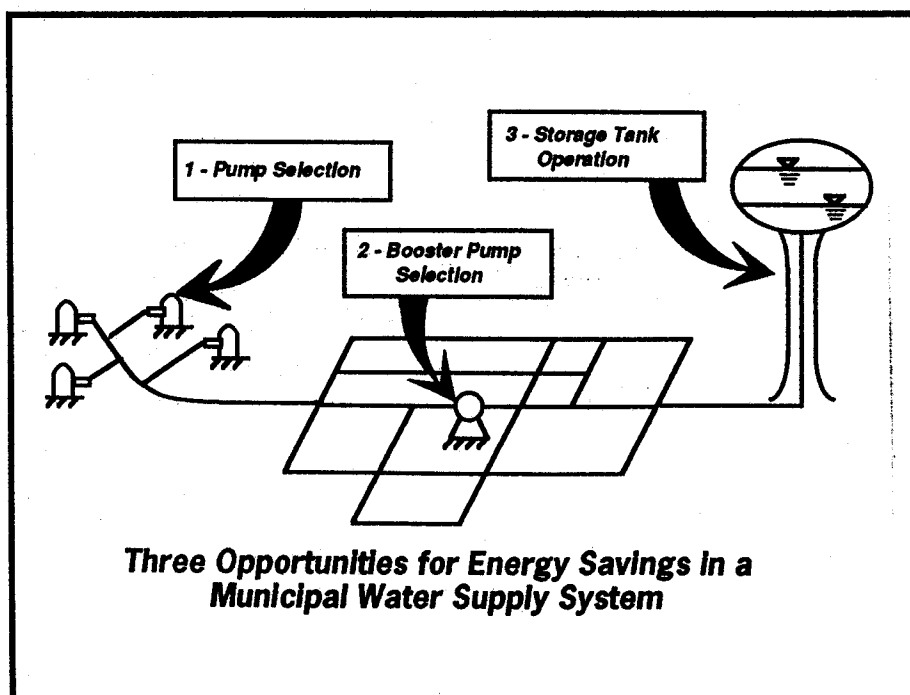 1 - Pump Selection
3 - Storage Tank
Operation
2 - Booster Pump
Selection
Three Opportunities for Energy Savings in a
Municipal Water Supply System